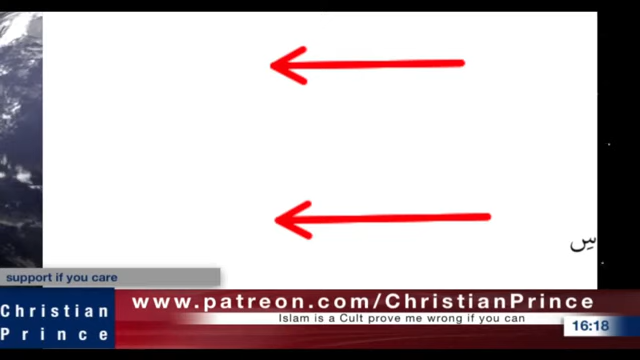 سِ
support if you care
www.patreon.com/ChristianPrince
Christian
Prince
Islam is a Cult prove me wrong if you can
16:18